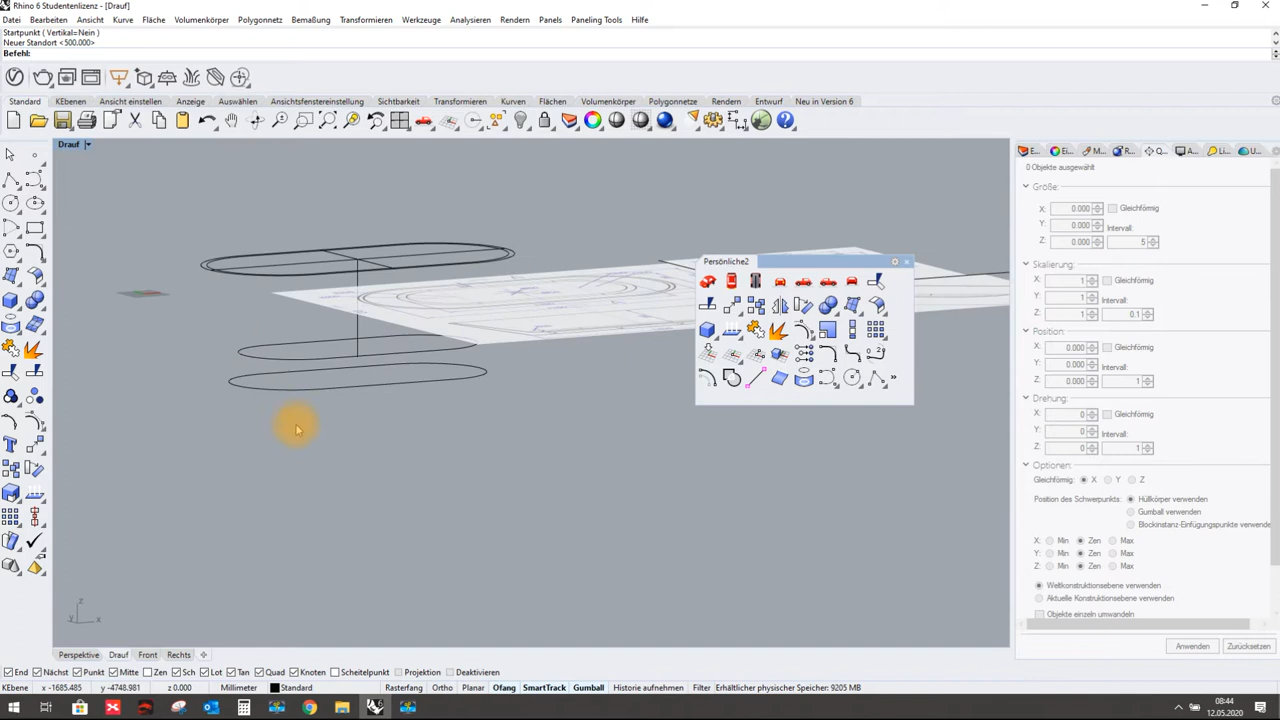 Rhino 6 Studentenlizenz - [Drauf]
Datei Bearbeiten Ansicht Kurve Fläche Volumenkörper Polygonnetz Bemaßung Transformieren Werkzeuge Analysieren Rendern Panels Paneling Tools Hilfe
Startpunkt ( Vertikal=Nein )
Neuer Standort <500.000>
Befehl:
Standard KEbenen Ansicht einstellen Anzeige Auswählen Ansichtsfenstereinstellung Sichtbarkeit Transformieren Kurven Flächen Volumenkörper Polygonnetze Rendern Entwurf Neu in Version 6
Drauf
E... Ei... M... R... Q... A... Li... U...
0 Objekte ausgewählt
Größe:
X: 0.000 Gleichförmig
Y: 0.000 Intervall:
Z: 0.000 5
Skalierung:
X: 1 Gleichförmig
Y: 1 Intervall:
Z: 1 0.1
Position:
X: 0.000 Gleichförmig
Y: 0.000 Intervall:
Z: 0.000 1
Drehung:
X: 0 Gleichförmig
Y: 0 Intervall:
Z: 0 1
Optionen:
Gleichförmig: X Y Z
Position des Schwerpunkts: Hüllkörper verwenden
Gumball verwenden
Blockinstanz-Einfügungspunkte verwende
X: Min Zen Max
Y: Min Zen Max
Z: Min Zen Max
Weltkonstruktionsebene verwenden
Aktuelle Konstruktionsebene verwenden
Objekte einzeln umwandeln
Anwenden Zurücksetzen
Persönliche2
z
y x
Perspektive Drauf Front Rechts
End Nächst Punkt Mitte Zen Sch Lot Tan Quad Knoten Scheitelpunkt Projektion Deaktivieren
KEbene x -1685.485 y -4748.981 z 0.000 Millimeter Standard Rasterfang Ortho Planar Ofang SmartTrack Gumball Historie aufnehmen Filter Erhältlicher physischer Speicher: 9205 MB
08:44
12.05.2020